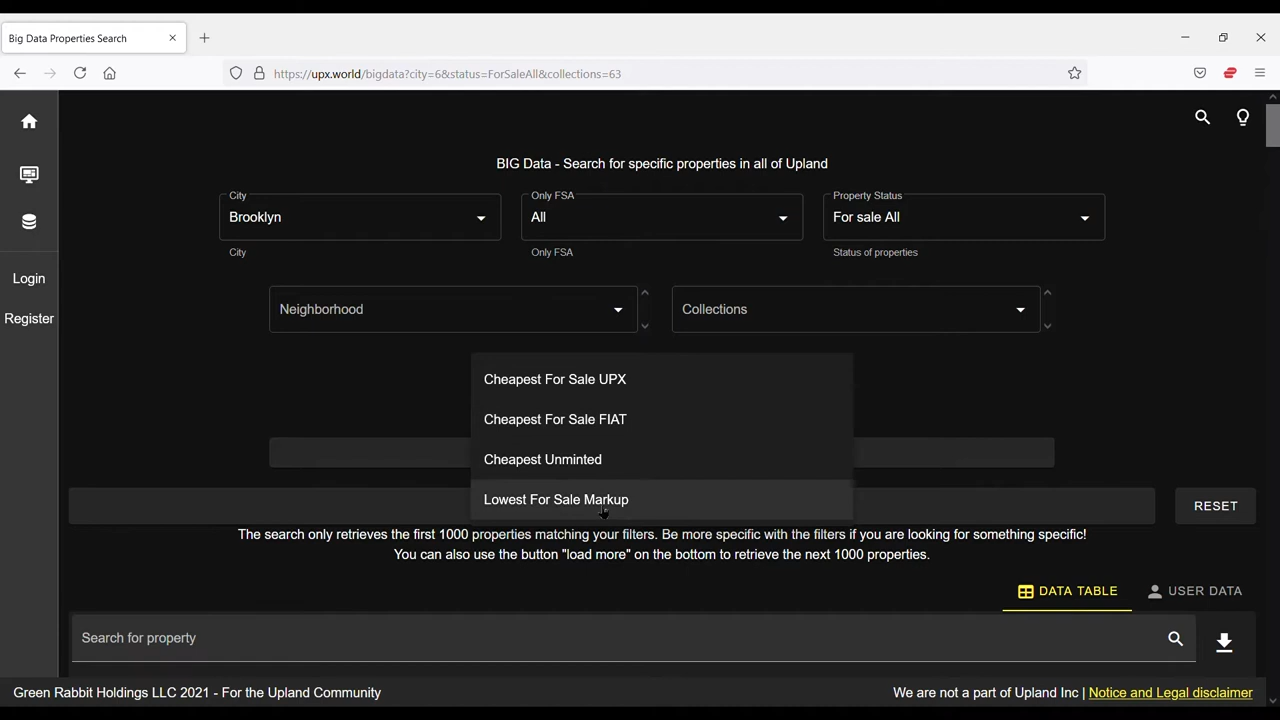 Big Data Properties Search
https://upx.world/bigdata?city=6&status=ForSaleAll&collections=63
BIG Data - Search for specific properties in all of Upland
City
Only FSA
Property Status
Brooklyn
All
For sale All
City
Only FSA
Status of properties
Login
Register
Neighborhood
Collections
Cheapest For Sale UPX
Cheapest For Sale FIAT
Cheapest Unminted
Lowest For Sale Markup
RESET
The search only retrieves the first 1000 properties matching your filters. Be more specific with the filters if you are looking for something specific!
You can also use the button "load more" on the bottom to retrieve the next 1000 properties.
DATA TABLE
USER DATA
Search for property
Green Rabbit Holdings LLC 2021 - For the Upland Community
We are not a part of Upland Inc | Notice and Legal disclaimer